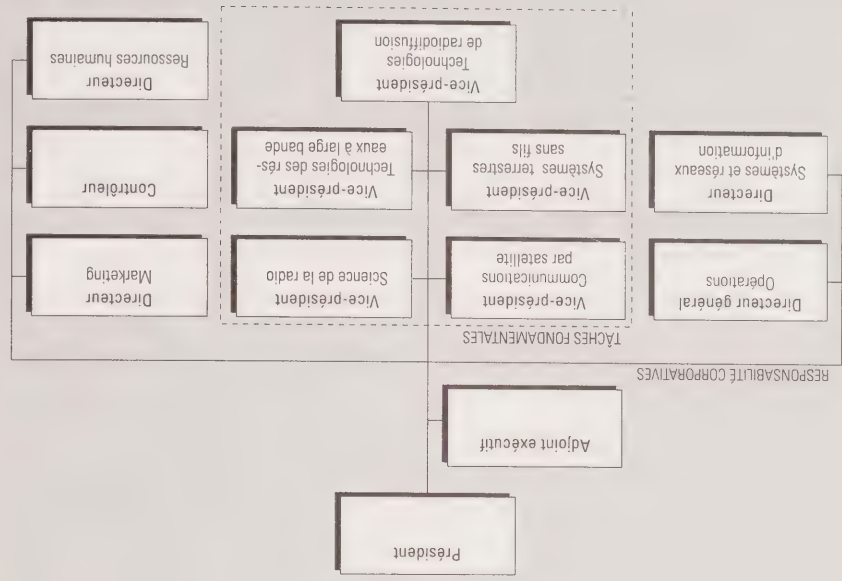 Président
Adjoint exécutif
RESPONSABILITÉ CORPORATIVES
TÂCHES FONDAMENTALES
Directeur
Marketing
Vice-président
Science de la radio
Vice-président
Communications
par satellite
Directeur général
Opérations
Contrôleur
Vice-président
Technologies des rés-
eaux à large bande
Vice-président
Systèmes terrestres
sans fils
Directeur
Systèmes et réseaux
d'information
Directeur
Ressources humaines
Vice-président
Technologies
de radiodiffusion